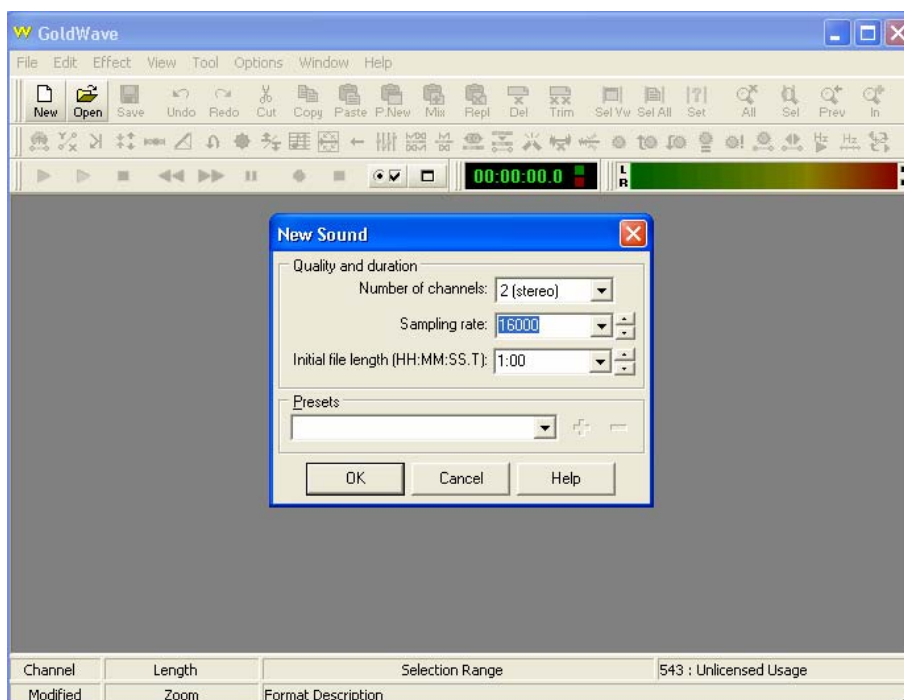 GoldWave
File Edit Effect View Tool Options Window Help
New Open Save Undo Redo Cut Copy Paste P.New Mix Repl Del Trim Sel Vw Sel All Set All Sel Prev In
00:00:00.0
L
R
New Sound
Quality and duration
Number of channels: 2 (stereo)
Sampling rate: 16000
Initial file length (HH:MM:SS.T): 1:00
Presets
OK Cancel Help
Channel Length Selection Range 543 : Unlicensed Usage
Modified Zoom Format Description